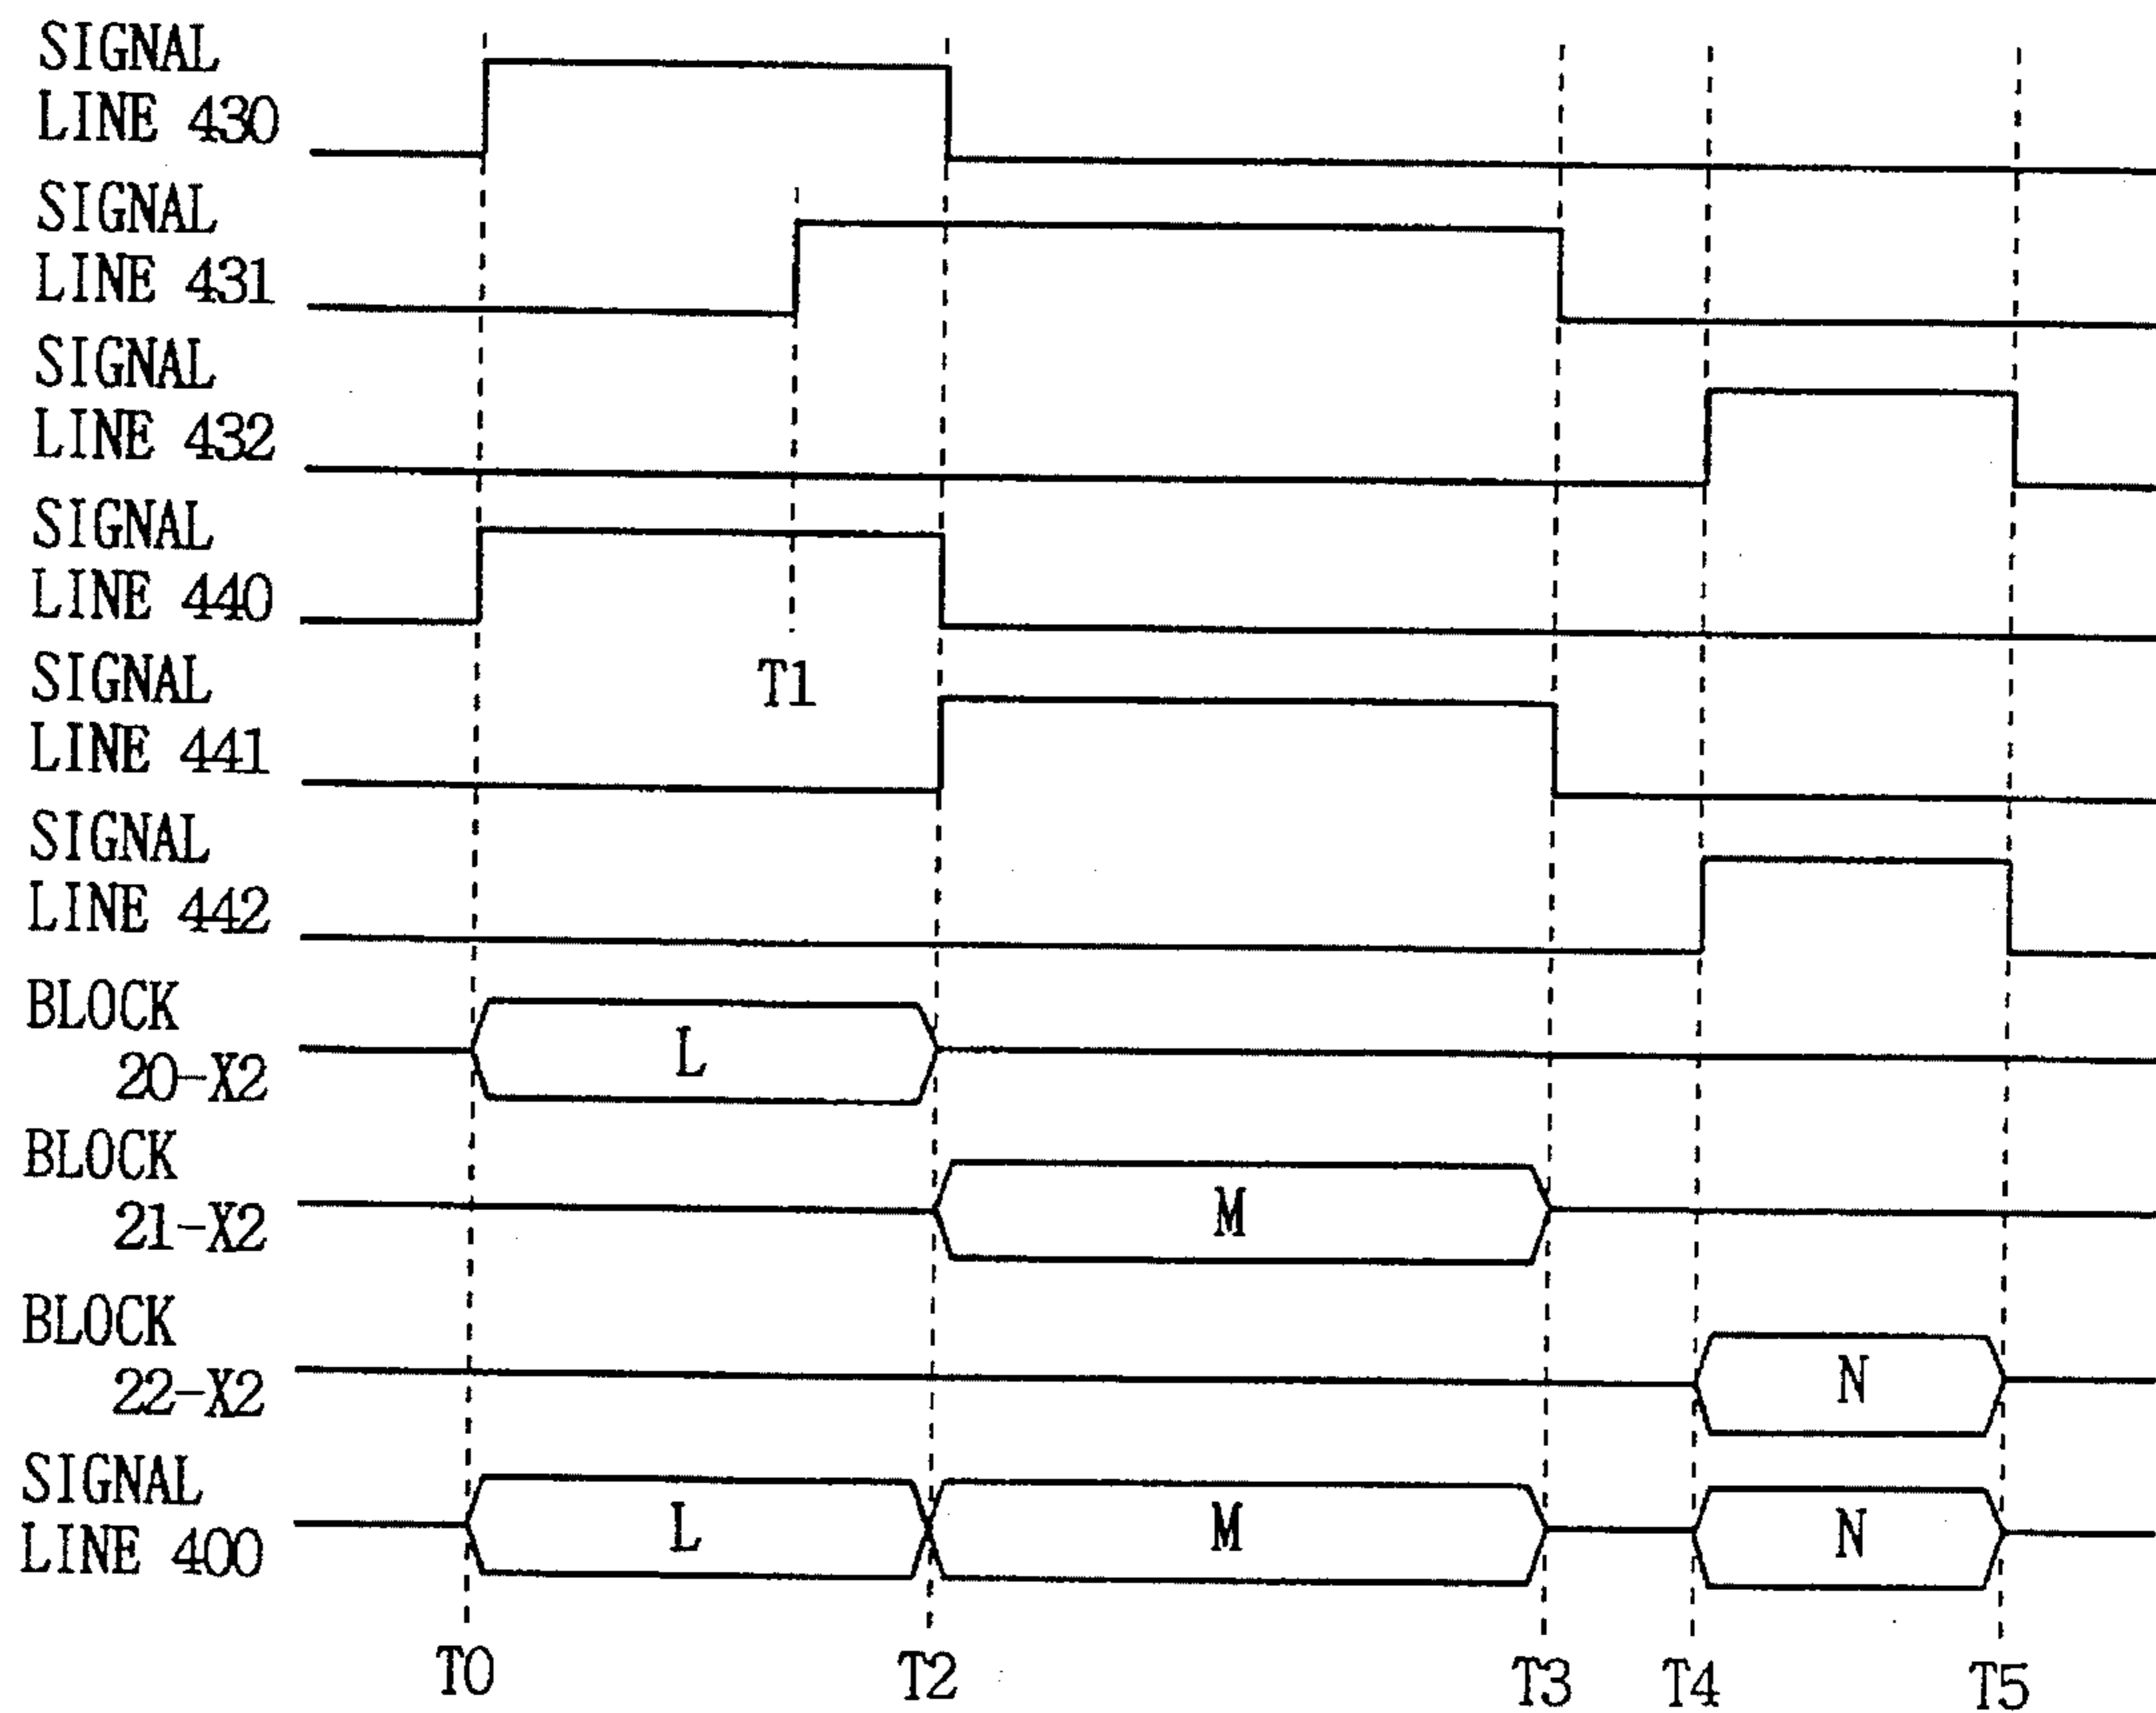 SIGNAL
LINE 430
SIGNAL
LINE 431
SIGNAL
LINE 432
SIGNAL
LINE 440
T1
SIGNAL
LINE 441
SIGNAL
LINE 442
BLOCK
20-X2
L
BLOCK
21-X2
M
BLOCK
22-X2
N
SIGNAL
LINE 400
L M N
T0 T2 T3 T4 T5